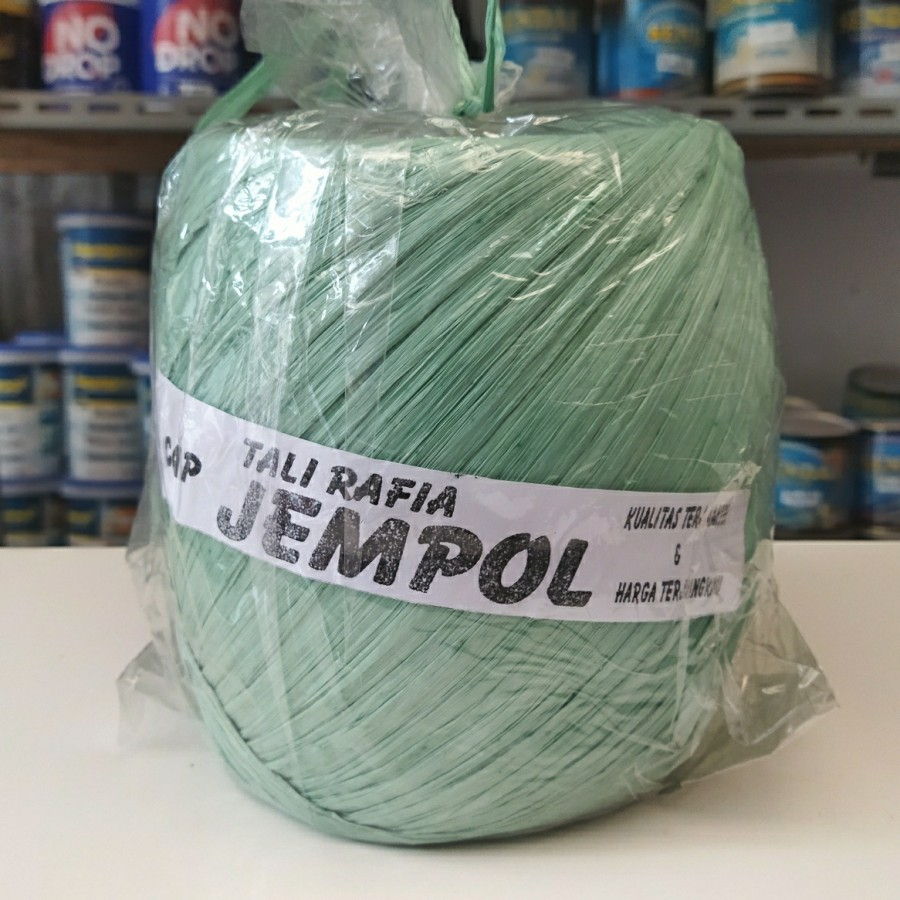 NO
DROP
NO
DROP
CAP
TALI RAFIA
JEMPOL
KUALITAS
&
HARGA